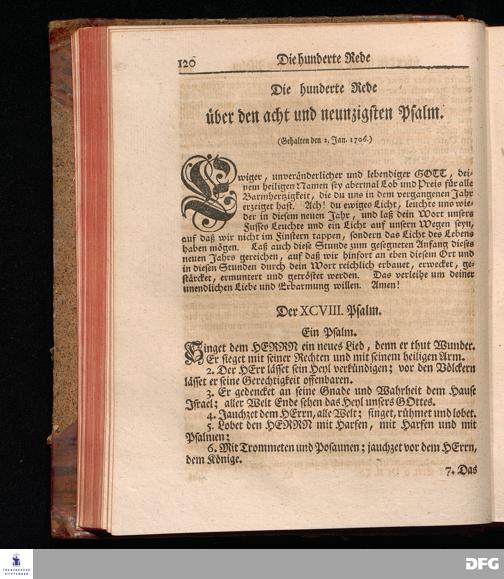 120 Die hunderte Rede
Die hunderte Rede
über den acht und neunzigsten Psalm.
(Gehalten den 2. Jan. 1706.)
Ewiger, unveränderlicher und lebendiger GOTT, dei-
nem heiligen Namen sey abermal Lob und Preis für alle
Barmherzigkeit, die du uns in dem vergangenen Jahr
erzeiget hast. Ach! du ewiges Licht, leuchte uns wie-
der in diesem neuen Jahr, und laß dein Wort unsers
Fusses Leuchte und ein Licht auf unsern Wegen seyn,
auf daß wir nicht im Finstern tappen, sondern das Licht des Lebens
haben mögen. Laß auch diese Stunde zum gesegneten Anfang dieses
neuen Jahrs gereichen, auf daß wir hinfort an eben diesem Ort und
in diesen Stunden durch dein Wort reichlich erbauet, erwecket, ge-
stärcket, ermuntert und getröstet werden. Das verleihe um deiner
unendlichen Liebe und Erbarmung willen. Amen!
Der XCVIII. Psalm.
Ein Psalm.
Singet dem HERRN ein neues Lied, denn er thut Wunder.
Er sieget mit seiner Rechten und mit seinem heiligen Arm.
2. Der HErr lässet sein Heyl verkündigen; vor den Völckern
lässet er seine Gerechtigkeit offenbaren.
3. Er gedencket an seine Gnade und Wahrheit dem Hause
Israel; aller Welt Ende sehen das Heyl unsers GOttes.
4. Jauchzet dem HErrn, alle Welt; singet, rühmet und lobet.
5. Lobet den HERRN mit Harfen, mit Harfen und mit
Psalmen;
6. Mit Trommeten und Posaunen; jauchzet vor dem HErrn,
dem Könige.
7. Das
FRANCKESCHE
STIFTUNGEN
DFG